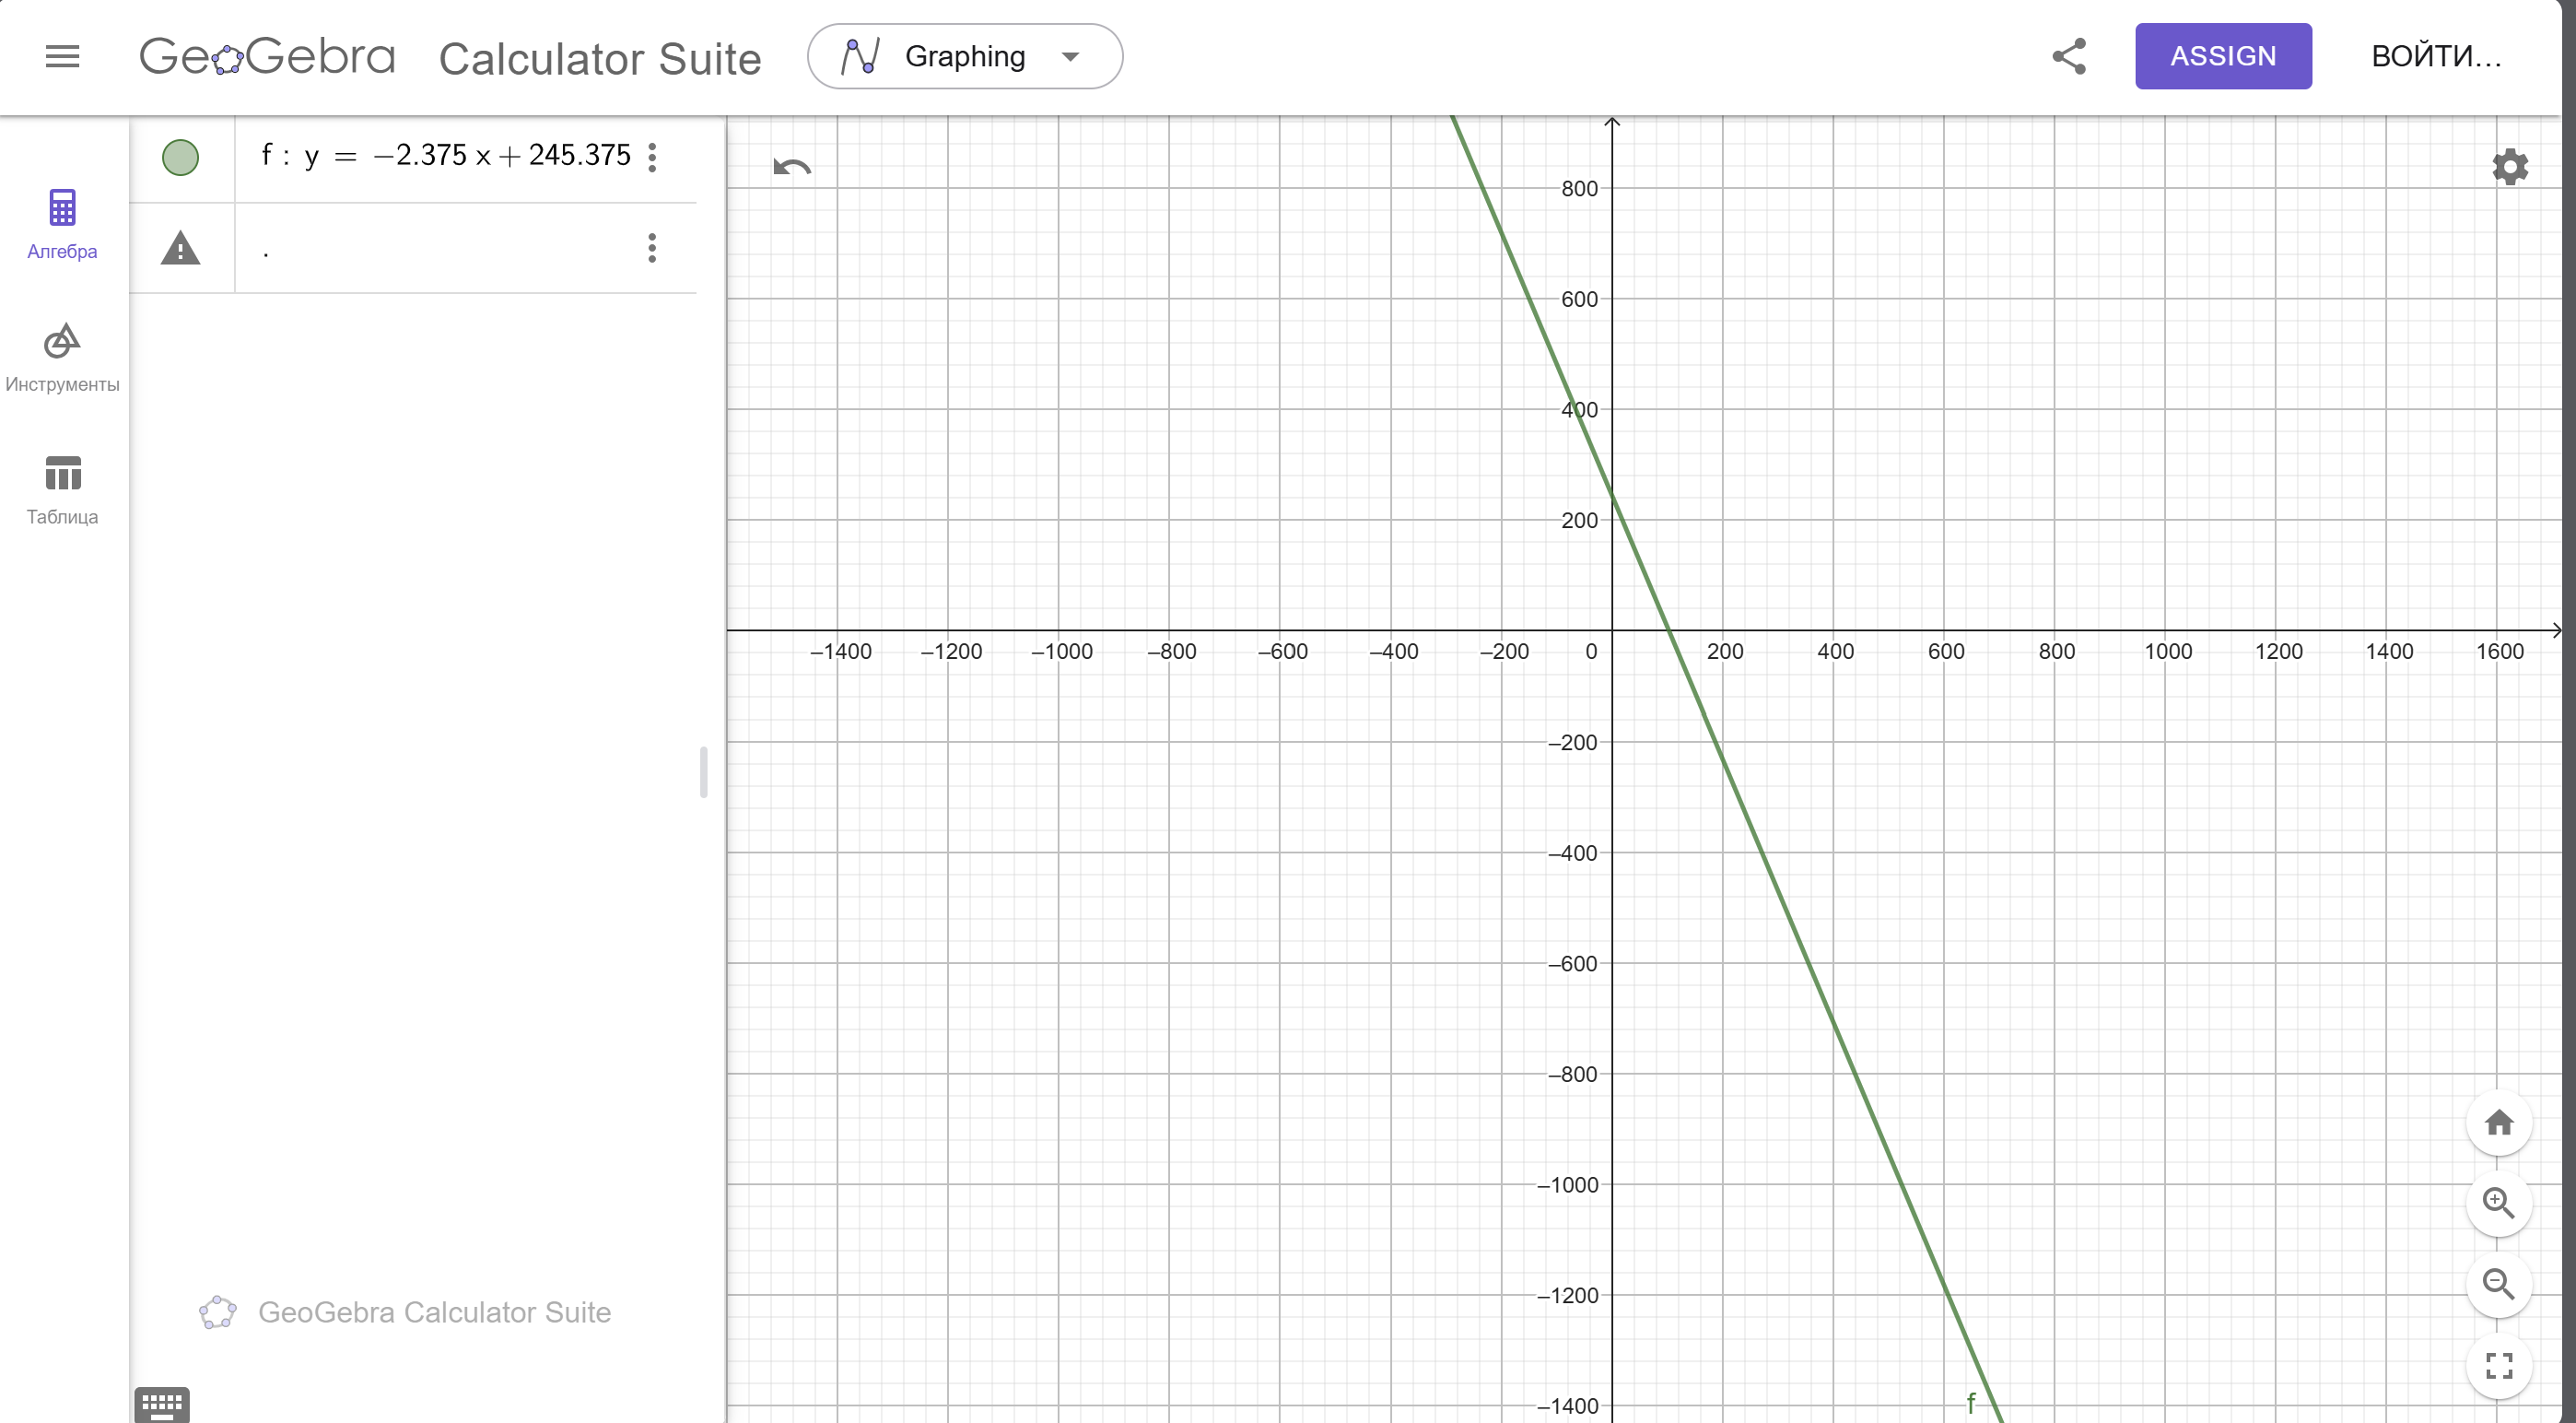 GeoGebra Calculator Suite Graphing ASSIGN ВОЙТИ...
Алгебра
Инструменты
Таблица
f : y = −2.375 x + 245.375
.
GeoGebra Calculator Suite
800
600
400
200
–1400 –1200 –1000 –800 –600 –400 –200 0 200 400 600 800 1000 1200 1400 1600
–200
–400
–600
–800
–1000
–1200
–1400
f